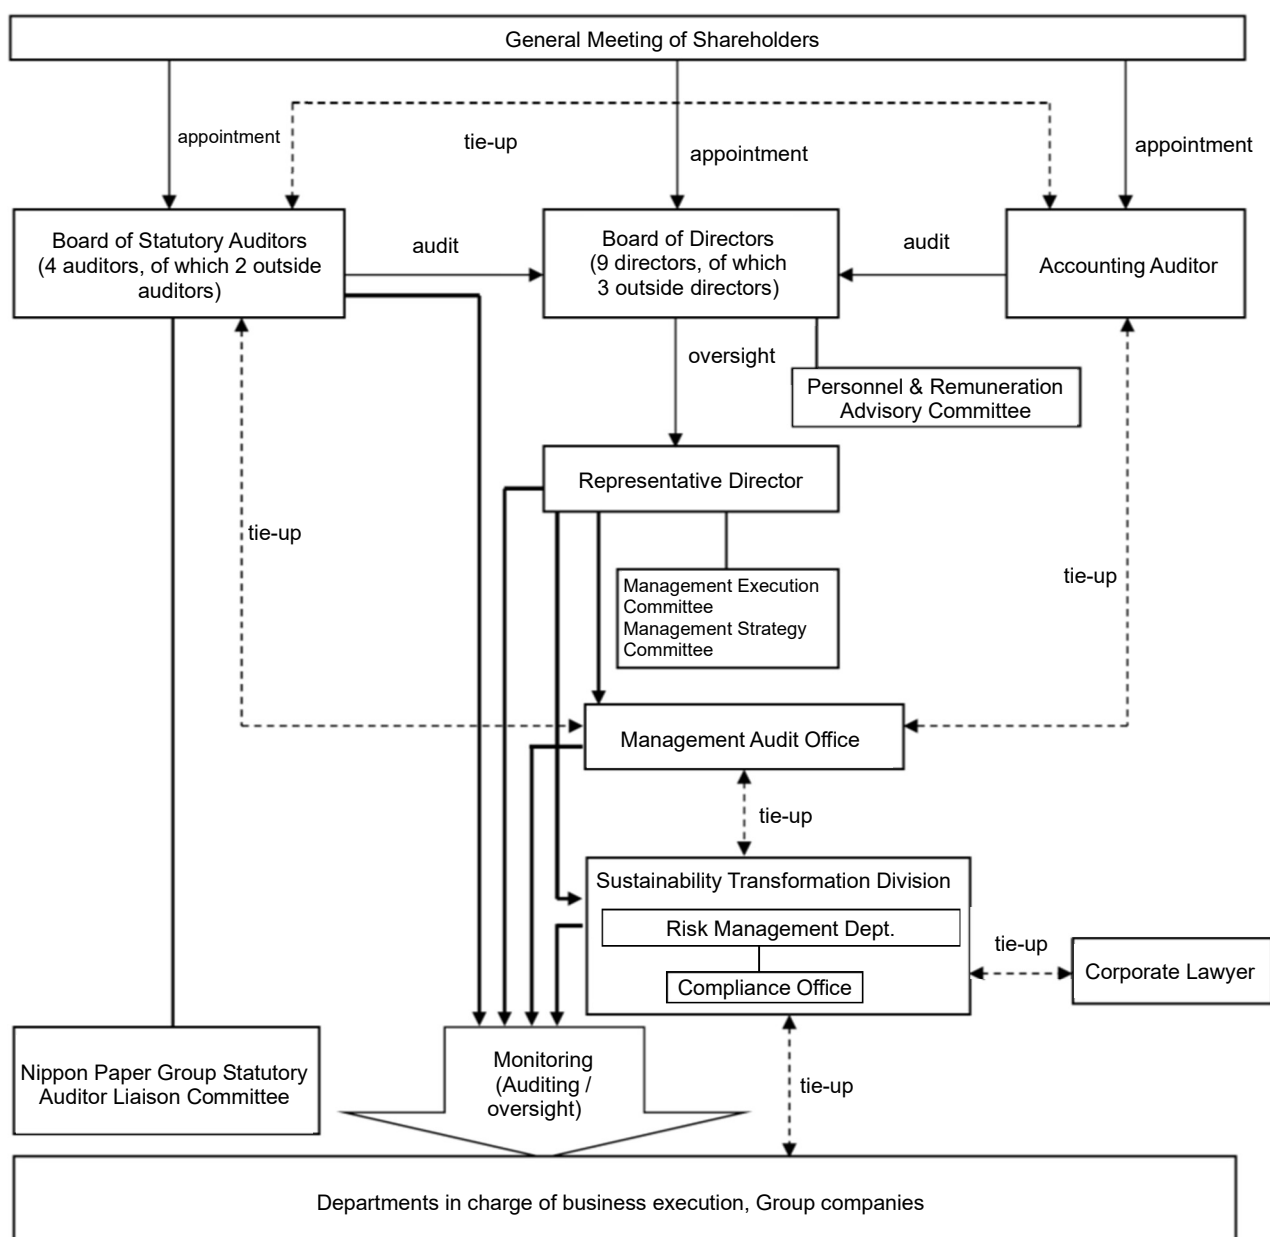 General Meeting of Shareholders
appointment
tie-up
appointment
appointment
Board of Statutory Auditors
(4 auditors, of which 2 outside
auditors)
audit
Board of Directors
(9 directors, of which
3 outside directors)
audit
Accounting Auditor
oversight
Personnel & Remuneration
Advisory Committee
Representative Director
tie-up
Management Execution
Committee
Management Strategy
Committee
tie-up
Management Audit Office
tie-up
Sustainability Transformation Division
Risk Management Dept.
Compliance Office
tie-up
Corporate Lawyer
Nippon Paper Group Statutory
Auditor Liaison Committee
Monitoring
(Auditing /
oversight)
tie-up
Departments in charge of business execution, Group companies